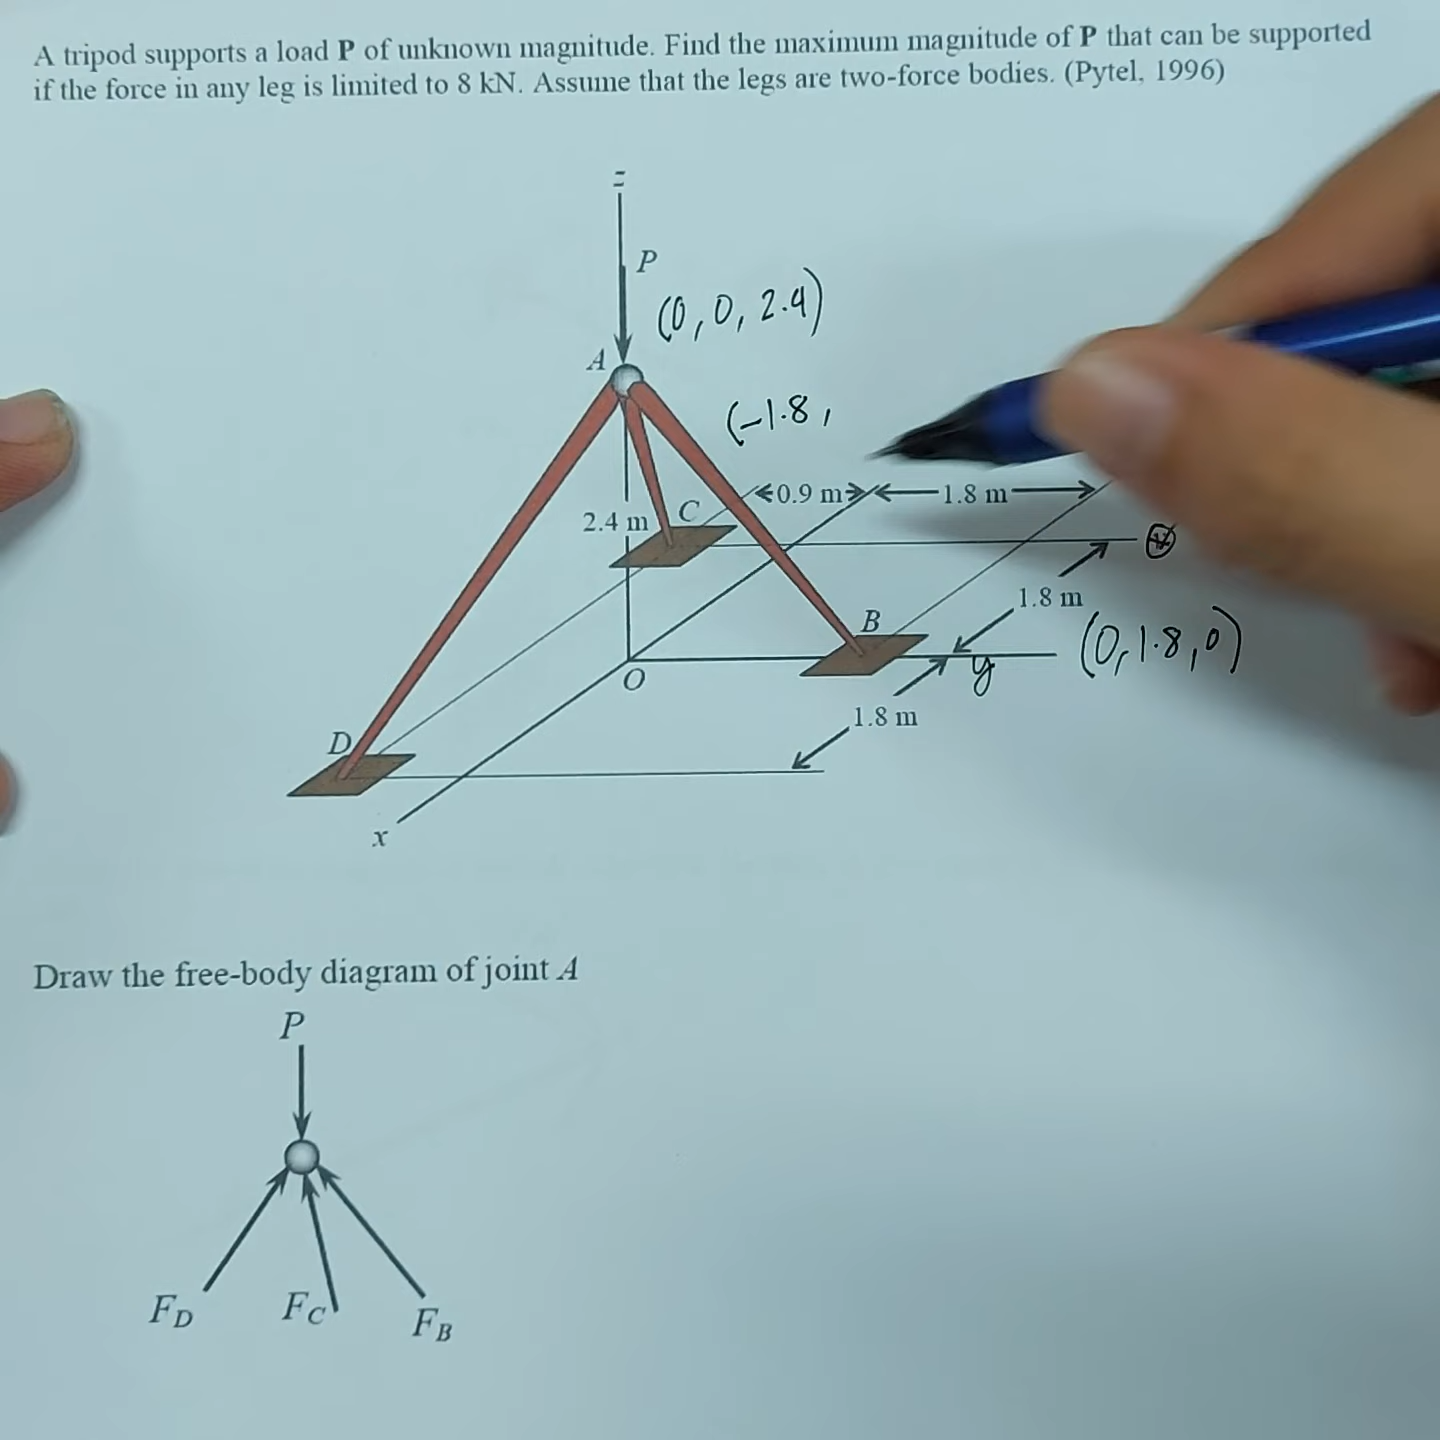 A tripod supports a load P of unknown magnitude. Find the maximum magnitude of P that can be supported
if the force in any leg is limited to 8 kN. Assume that the legs are two-force bodies. (Pytel, 1996)
z
P
(0, 0, 2.4)
A
(-1.8,
0.9 m
1.8 m
2.4 m
C
1.8 m
B
(0, 1.8, 0)
y
O
1.8 m
D
x
Draw the free-body diagram of joint A
P
FD
FC
FB